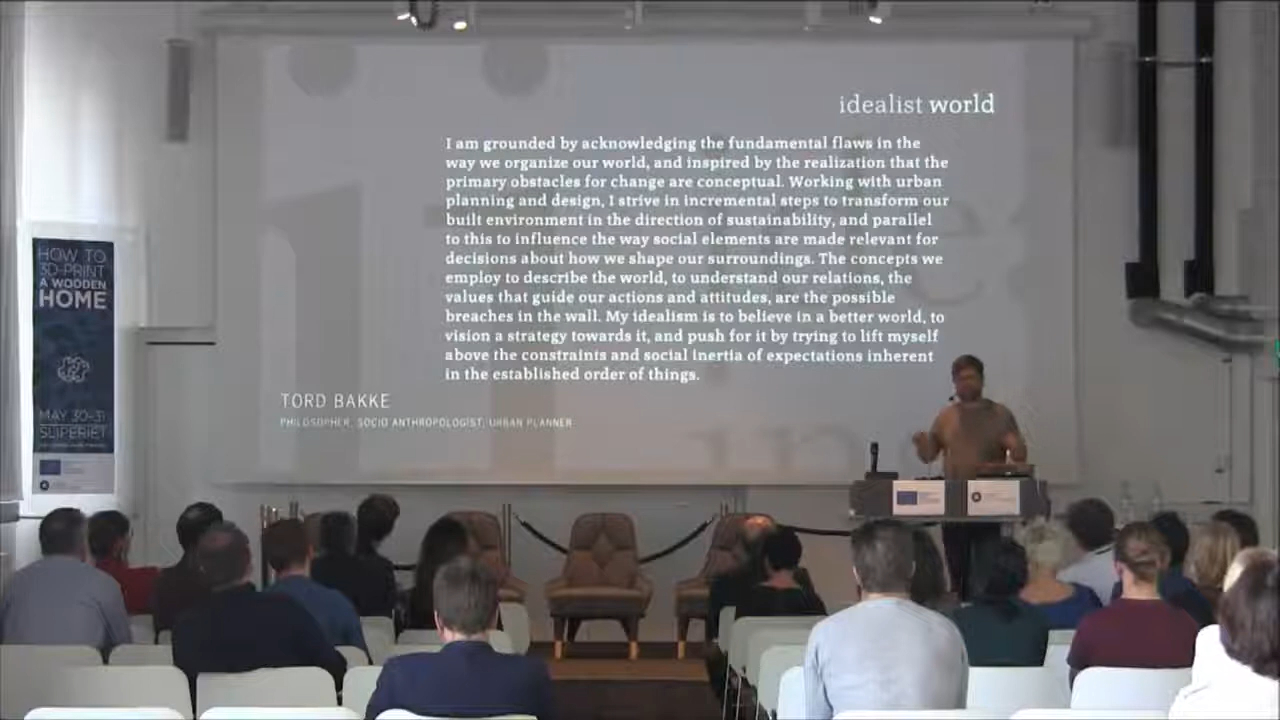 idealist world
I am grounded by acknowledging the fundamental flaws in the
way we organize our world, and inspired by the realization that the
primary obstacles for change are conceptual. Working with urban
planning and design, I strive in incremental steps to transform our
built environment in the direction of sustainability, and parallel
to this to influence the way social elements are made relevant for
decisions about how we shape our surroundings. The concepts we
employ to describe the world, to understand our relations, the
values that guide our actions and attitudes, are the possible
breaches in the wall. My idealism is to believe in a better world, to
vision a strategy towards it, and push for it by trying to lift myself
above the constraints and social inertia of expectations inherent
in the established order of things.
TORD BAKKE
PHILOSOPHER, SOCIO ANTHROPOLOGIST, URBAN PLANNER
HOW TO
3D-PRINT
A WOODEN
HOME
MAY 30-31
SLIPERIET